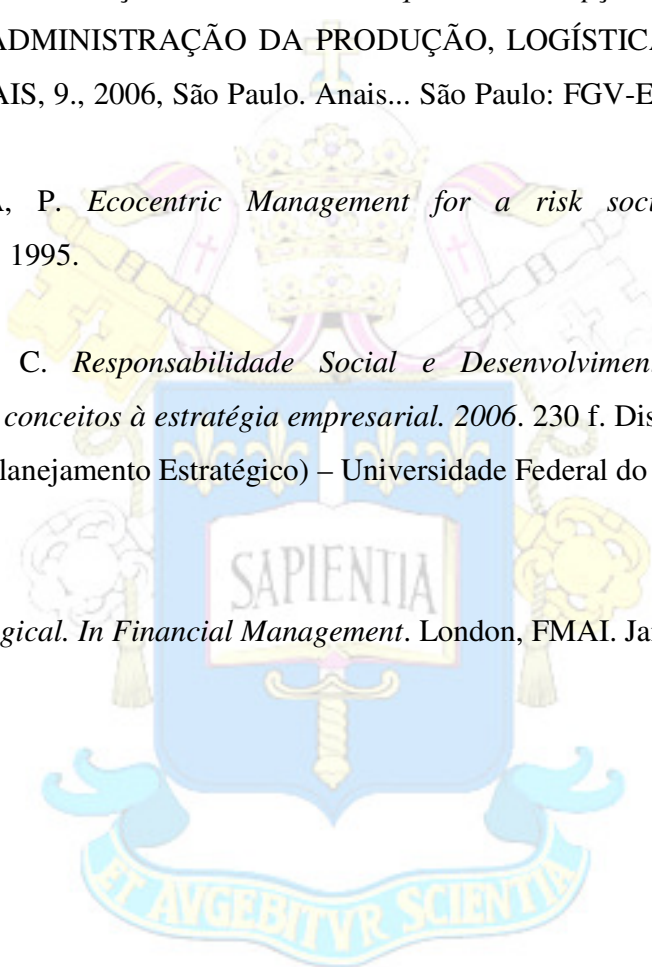 ADMINISTRAÇÃO DA PRODUÇÃO, LOGÍSTICA
AIS, 9., 2006, São Paulo. Anais... São Paulo: FGV-E
A, P. Ecocentric Management for a risk soci
1995.
C. Responsabilidade Social e Desenvolvimen
conceitos à estratégia empresarial. 2006. 230 f. Dis
lanejamento Estratégico) – Universidade Federal do
SAPIENTIA
gical. In Financial Management. London, FMAI. Ja
ET AVGEBITVR SCIENTIA